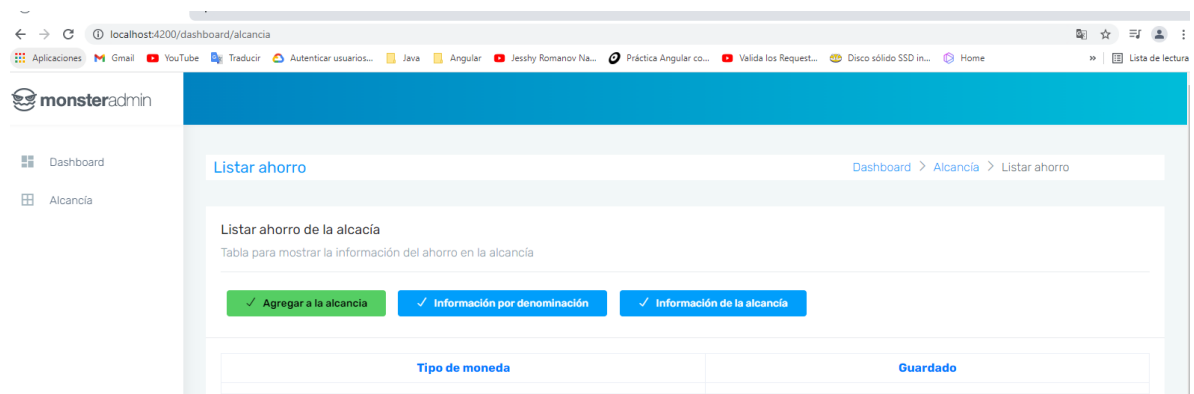 localhost:4200/dashboard/alcancia
Aplicaciones Gmail YouTube Traducir Autenticar usuarios... Java Angular Jesshy Romanov Na... Práctica Angular co... Valida los Request... Disco sólido SSD in... Home » Lista de lectura
monsteradmin
Dashboard
Alcancía
Listar ahorro
Dashboard > Alcancía > Listar ahorro
Listar ahorro de la alcacía
Tabla para mostrar la información del ahorro en la alcancía
Agregar a la alcancia Información por denominación Información de la alcancía
Tipo de moneda Guardado